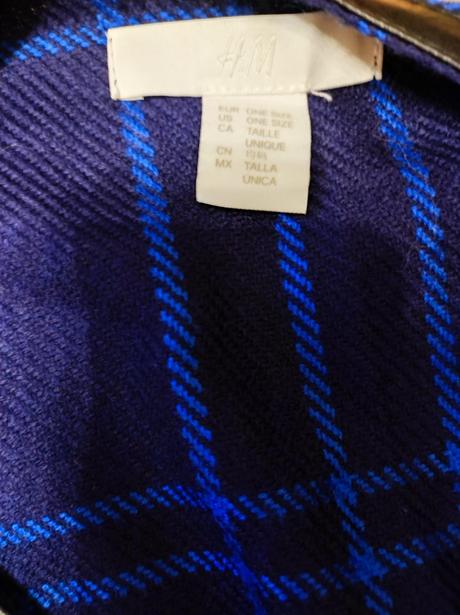 H&M
EUR ONE Size
US ONE SIZE
CA TAILLE
UNIQUE
CN 均码
MX TALLA
UNICA